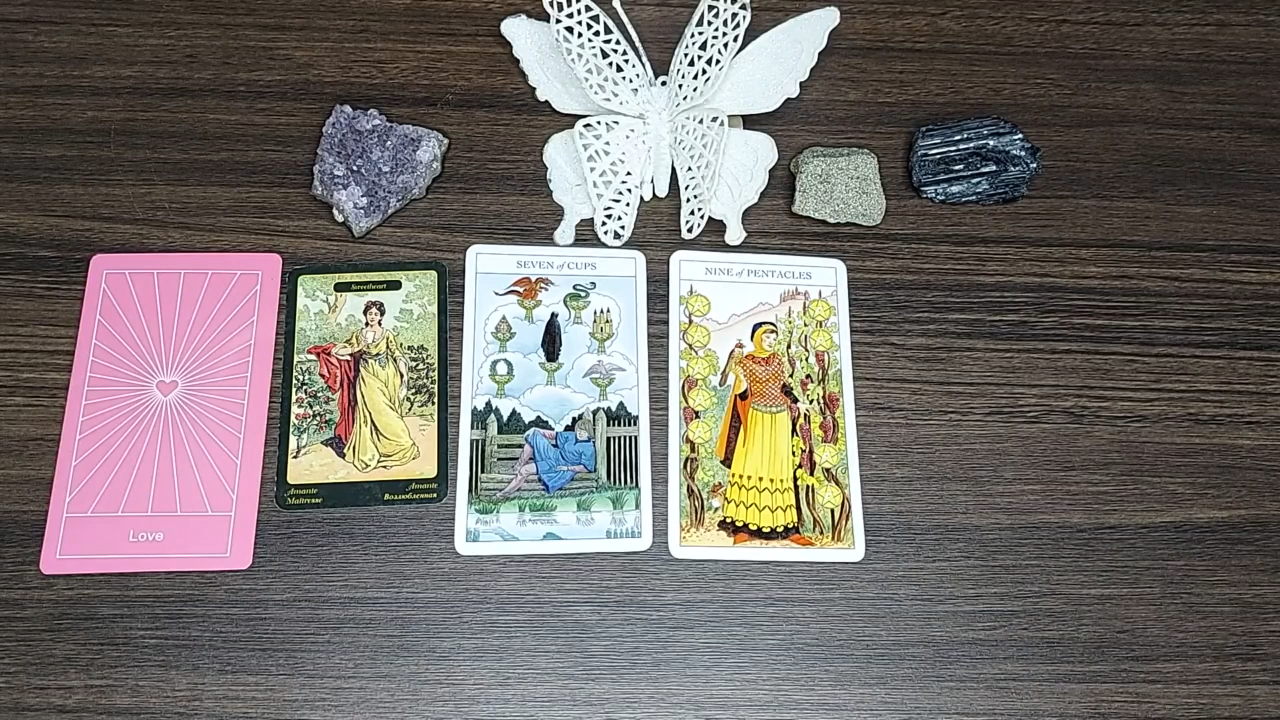 Love
Sweetheart
Amante
Maîtresse
Amante
Возлюбленная
SEVEN of CUPS
NINE of PENTACLES